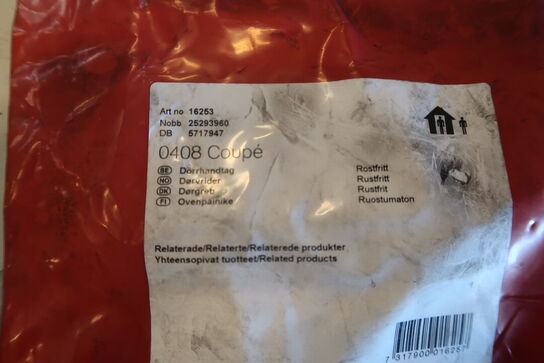 Art no 16253
Nobb 25293960
DB 5717947
0408 Coupé
SE Dörrhandtag Rostfritt
NO Dørvrider Rustfritt
DK Dørgreb Rustfrit
FI Ovenpainike Ruostumaton
Relaterade/Relaterte/Relaterede produkter
Yhteensopivat tuotteet/Related products